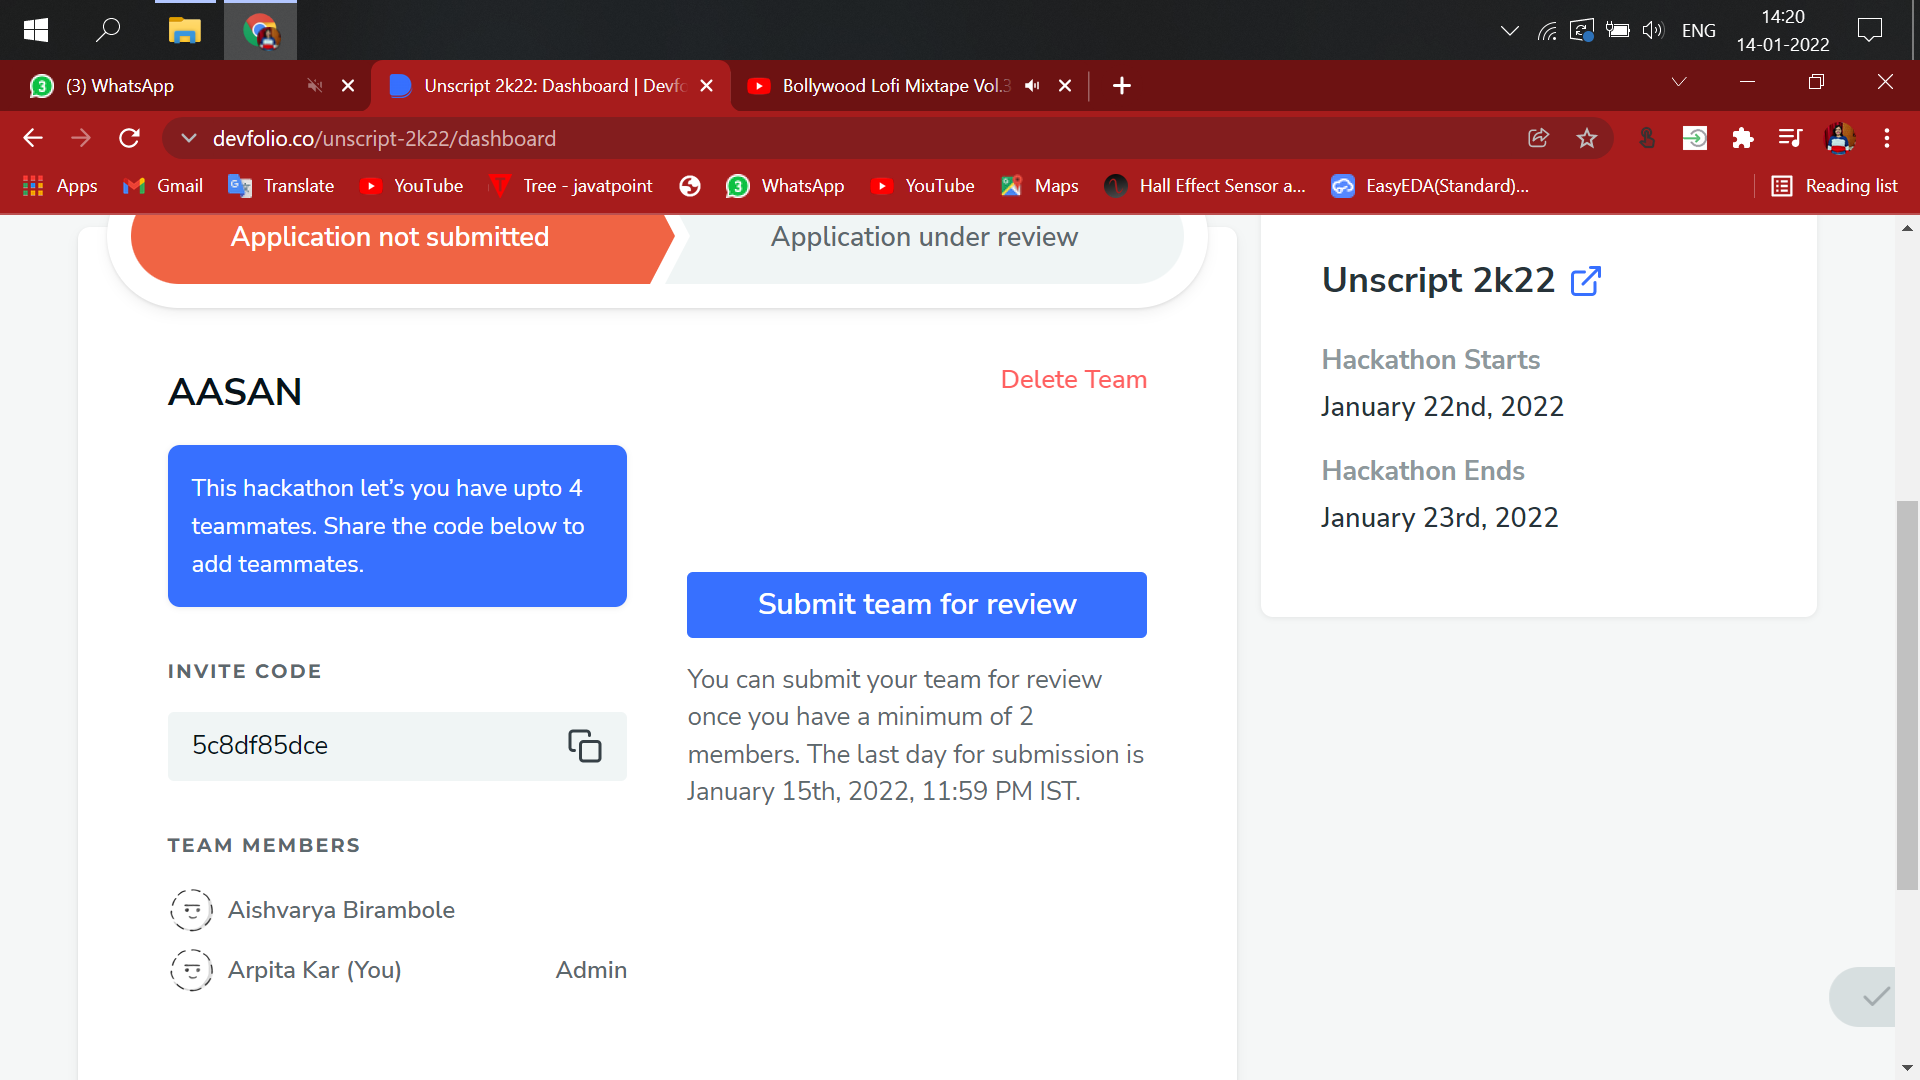 ENG
14:20
14-01-2022
(3) WhatsApp
Unscript 2k22: Dashboard | Devfo
Bollywood Lofi Mixtape Vol.3
devfolio.co/unscript-2k22/dashboard
Apps
Gmail
Translate
YouTube
Tree - javatpoint
WhatsApp
YouTube
Maps
Hall Effect Sensor a...
EasyEDA(Standard)...
Reading list
Application not submitted
Application under review
AASAN
Delete Team
This hackathon let’s you have upto 4
teammates. Share the code below to
add teammates.
INVITE CODE
5c8df85dce
TEAM MEMBERS
Aishvarya Birambole
Arpita Kar (You)
Admin
Submit team for review
You can submit your team for review
once you have a minimum of 2
members. The last day for submission is
January 15th, 2022, 11:59 PM IST.
Unscript 2k22
Hackathon Starts
January 22nd, 2022
Hackathon Ends
January 23rd, 2022